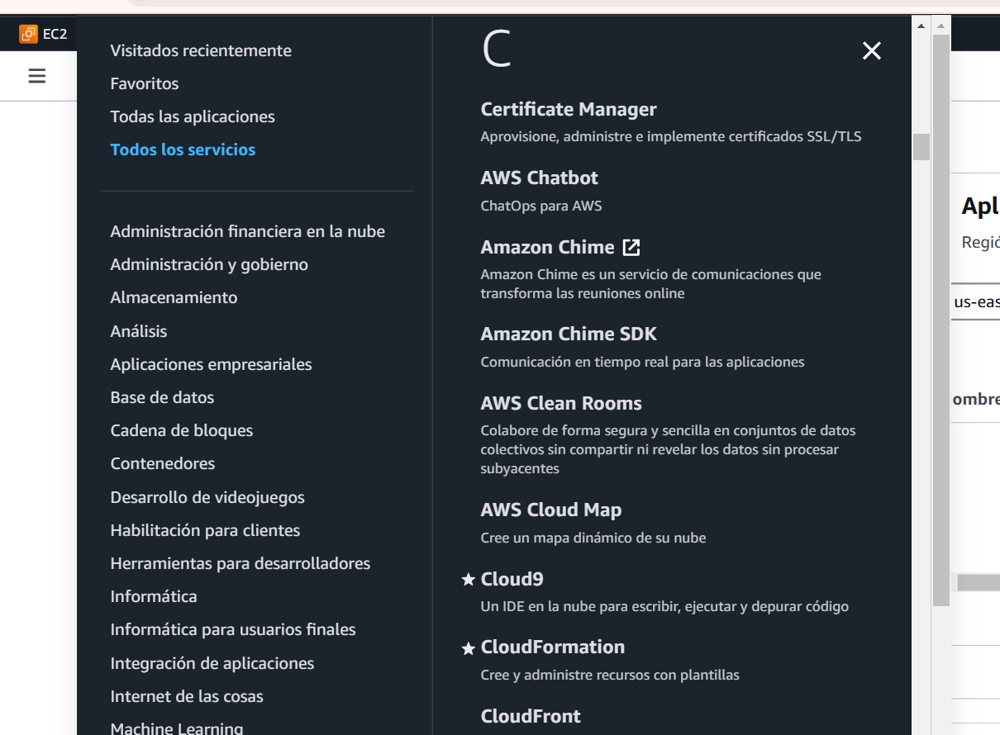 EC2
Visitados recientemente
Favoritos
Todas las aplicaciones
Todos los servicios
Administración financiera en la nube
Administración y gobierno
Almacenamiento
Análisis
Aplicaciones empresariales
Base de datos
Cadena de bloques
Contenedores
Desarrollo de videojuegos
Habilitación para clientes
Herramientas para desarrolladores
Informática
Informática para usuarios finales
Integración de aplicaciones
Internet de las cosas
Machine Learning
C
Certificate Manager
Aprovisione, administre e implemente certificados SSL/TLS
AWS Chatbot
ChatOps para AWS
Amazon Chime
Amazon Chime es un servicio de comunicaciones que
transforma las reuniones online
Amazon Chime SDK
Comunicación en tiempo real para las aplicaciones
AWS Clean Rooms
Colabore de forma segura y sencilla en conjuntos de datos
colectivos sin compartir ni revelar los datos sin procesar
subyacentes
AWS Cloud Map
Cree un mapa dinámico de su nube
Cloud9
Un IDE en la nube para escribir, ejecutar y depurar código
CloudFormation
Cree y administre recursos con plantillas
CloudFront
Apl
Regió
us-eas
ombre